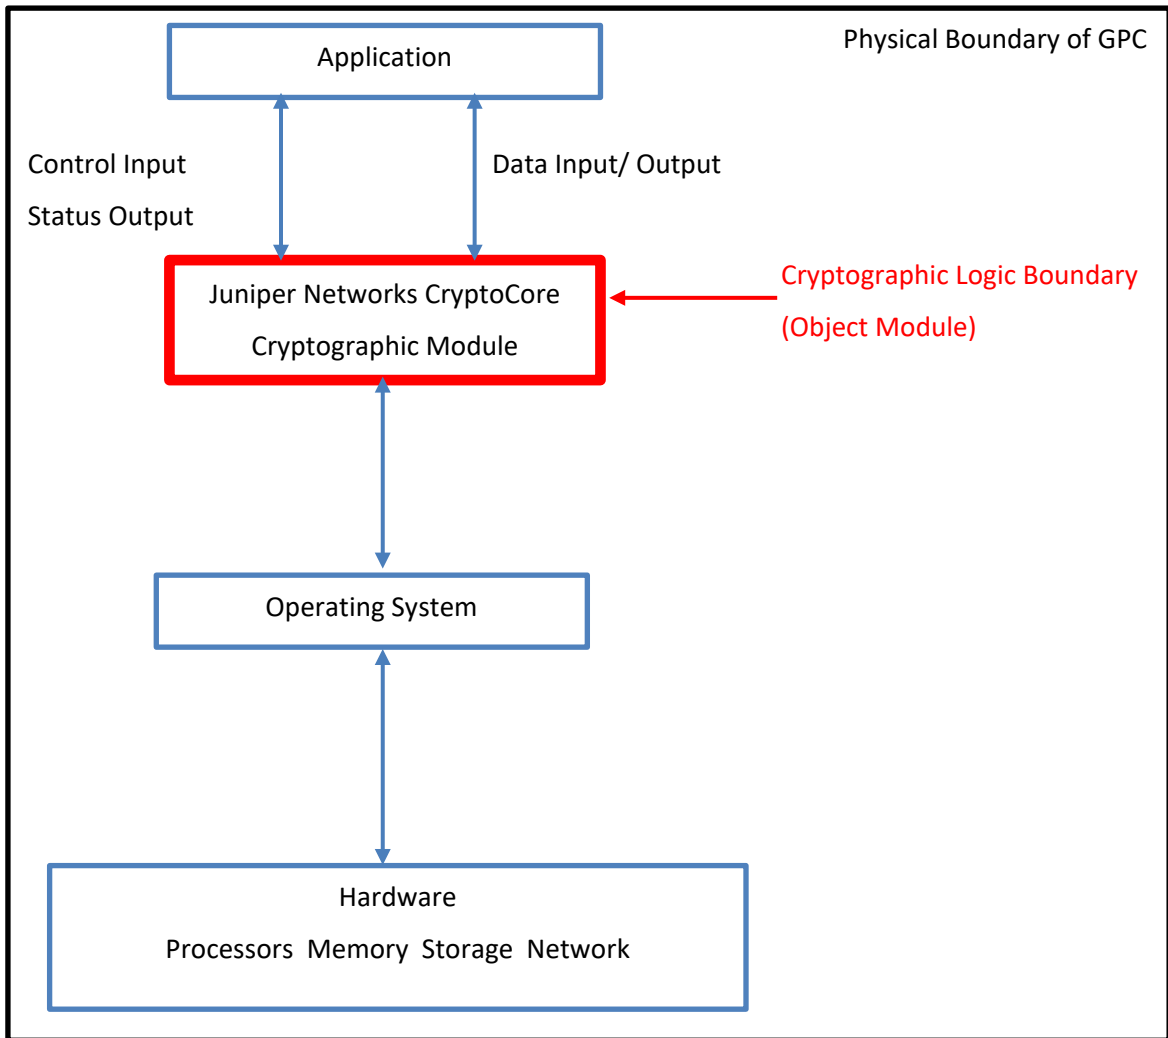 Physical Boundary of GPC
Application
Control Input
Data Input/ Output
Status Output
Juniper Networks CryptoCore
Cryptographic Module
Cryptographic Logic Boundary
(Object Module)
Operating System
Hardware
Processors Memory Storage Network